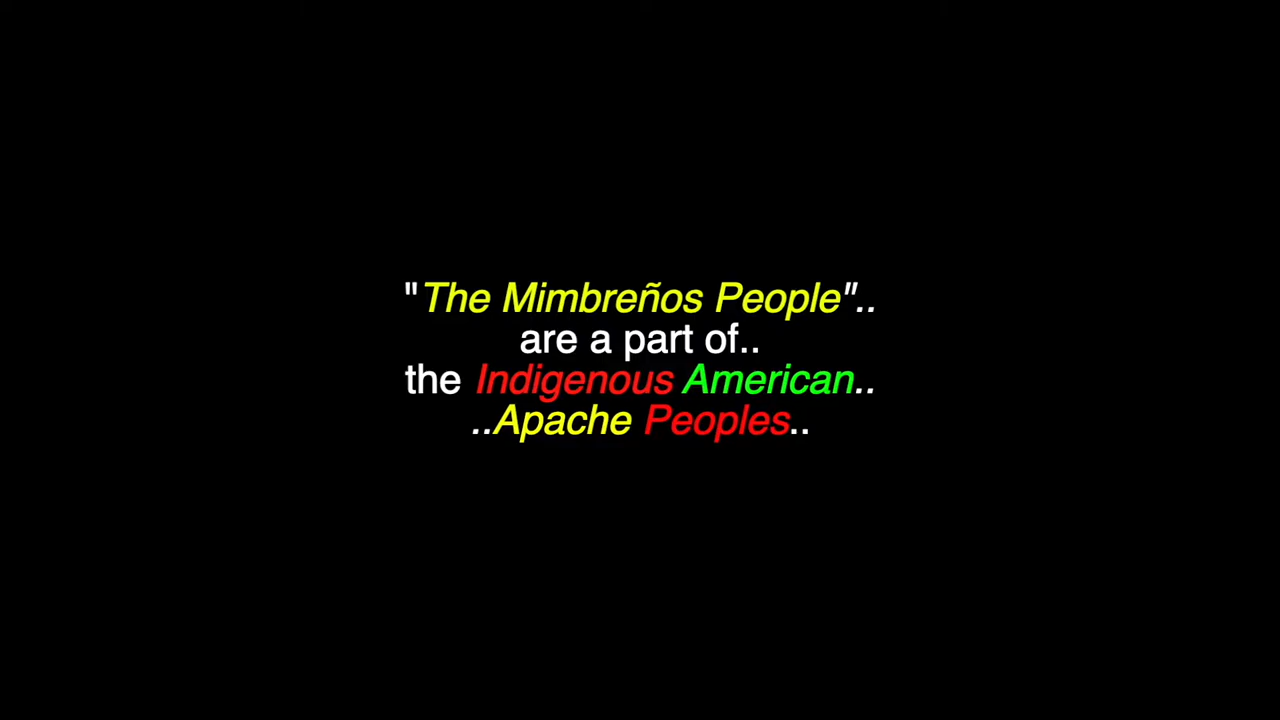 "The Mimbreños People"..
are a part of..
the Indigenous American..
..Apache Peoples..